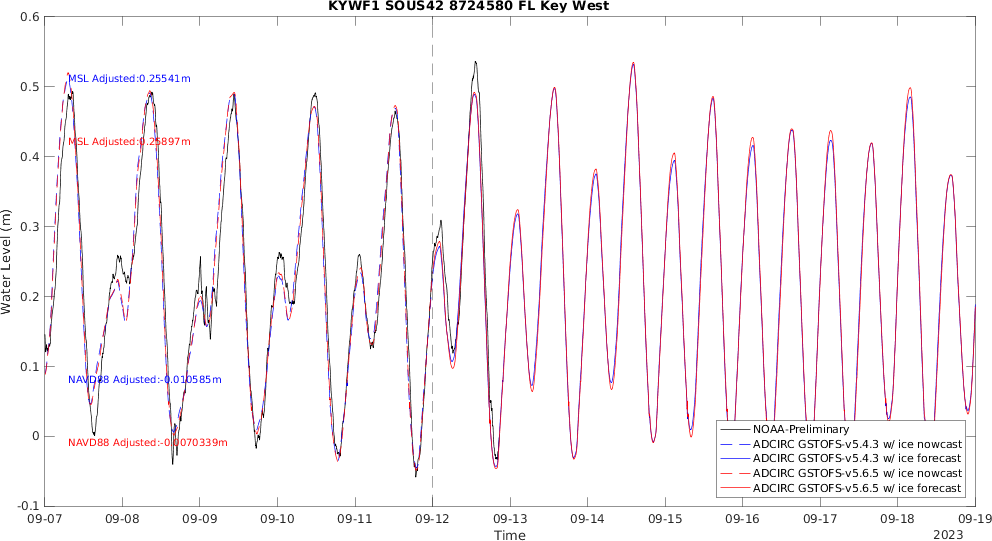 KYWF1 SOUS42 8724580 FL Key West
0.6
0.5
0.4
0.3
0.2
0.1
0
-0.1
Water Level (m)
MSL Adjusted:0.25541m
MSL Adjusted:0.25897m
NAVD88 Adjusted:-0.010585m
NAVD88 Adjusted:-0.0070339m
NOAA-Preliminary
ADCIRC GSTOFS-v5.4.3 w/ ice nowcast
ADCIRC GSTOFS-v5.4.3 w/ ice forecast
ADCIRC GSTOFS-v5.6.5 w/ ice nowcast
ADCIRC GSTOFS-v5.6.5 w/ ice forecast
09-07 09-08 09-09 09-10 09-11 09-12 09-13 09-14 09-15 09-16 09-17 09-18 09-19
Time
2023